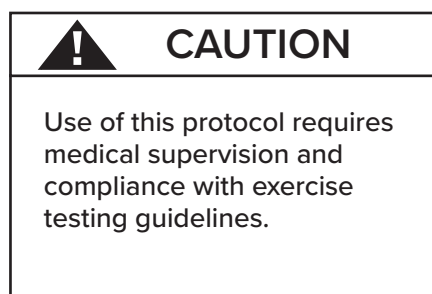 CAUTION
Use of this protocol requires
medical supervision and
compliance with exercise
testing guidelines.